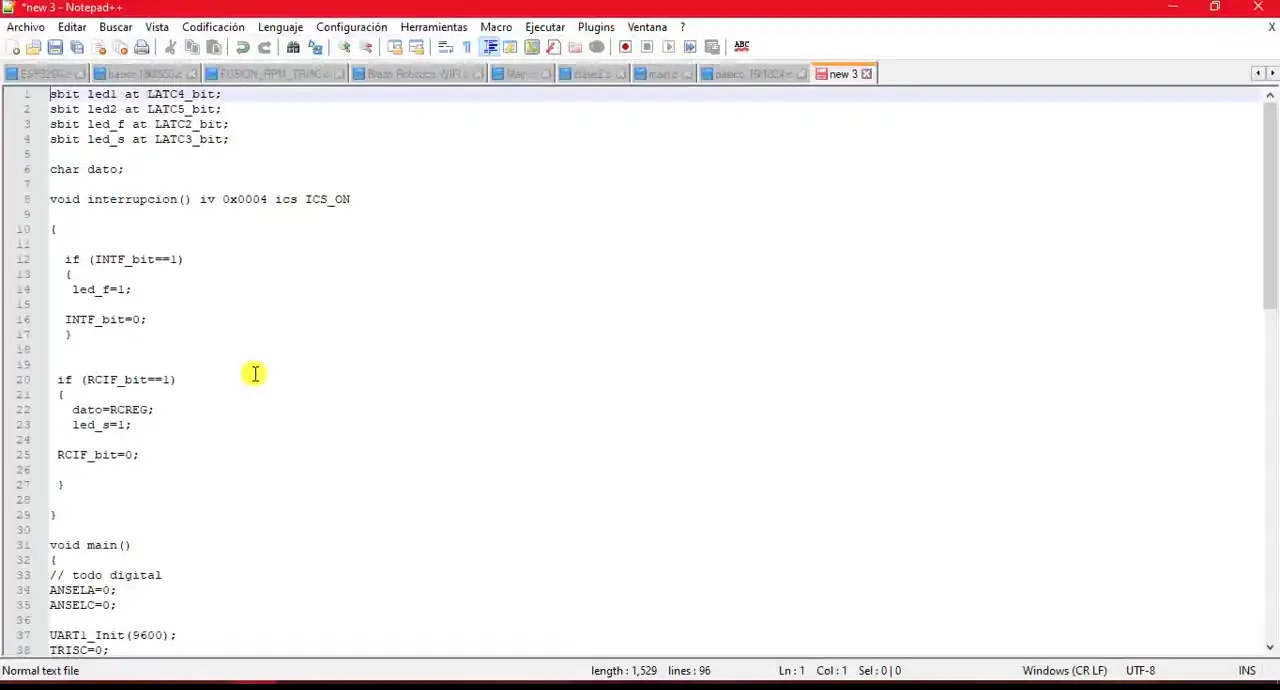 *new 3 - Notepad++
Archivo Editar Buscar Vista Codificación Lenguaje Configuración Herramientas Macro Ejecutar Plugins Ventana ? X
ABC
new 3
1 sbit led1 at LATC4_bit;
2 sbit led2 at LATC5_bit;
3 sbit led_f at LATC2_bit;
4 sbit led_s at LATC3_bit;
5
6 char dato;
7
8 void interrupcion() iv 0x0004 ics ICS_ON
9
10 {
11
12 if (INTF_bit==1)
13 {
14 led_f=1;
15
16 INTF_bit=0;
17 }
18
19
20 if (RCIF_bit==1)
21 {
22 dato=RCREG;
23 led_s=1;
24
25 RCIF_bit=0;
26
27 }
28
29 }
30
31 void main()
32 {
33 // todo digital
34 ANSELA=0;
35 ANSELC=0;
36
37 UART1_Init(9600);
38 TRISC=0;
Normal text file length : 1,529 lines : 96 Ln : 1 Col : 1 Sel : 0 | 0 Windows (CR LF) UTF-8 INS